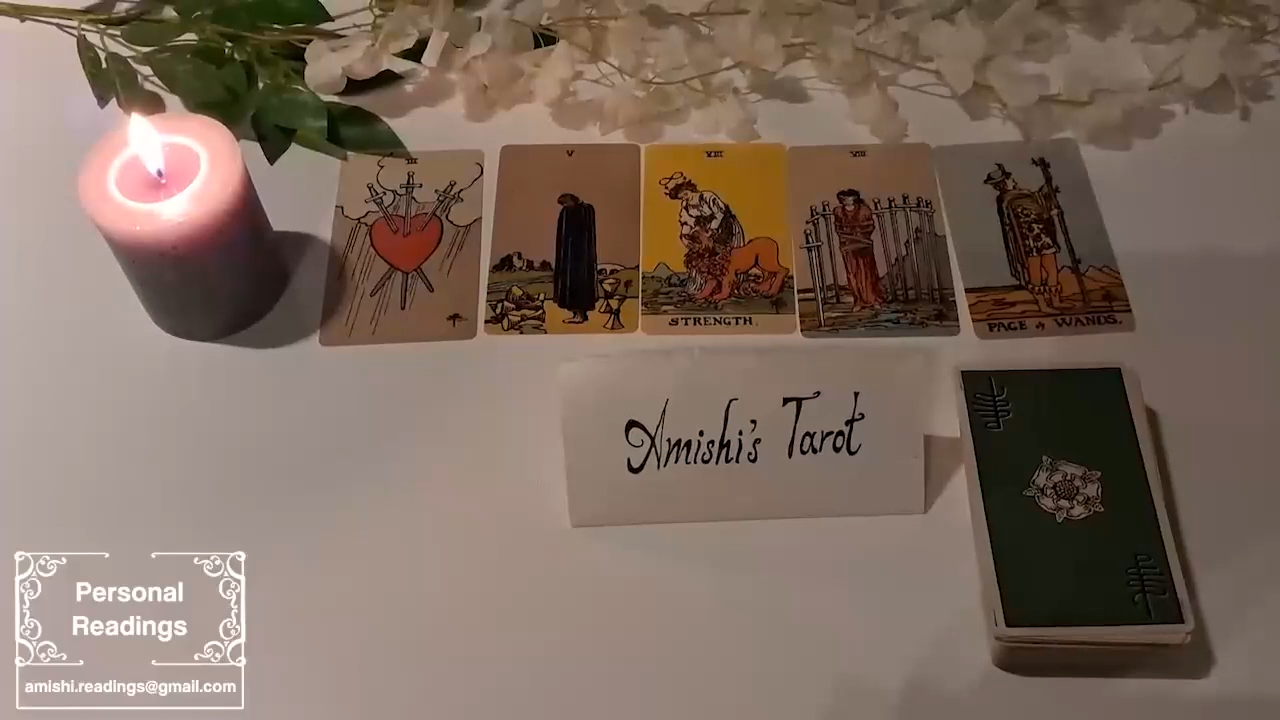 III
V
VIII
VIII
STRENGTH.
PAGE of WANDS.
Amishi's Tarot
Personal
Readings
amishi.readings@gmail.com